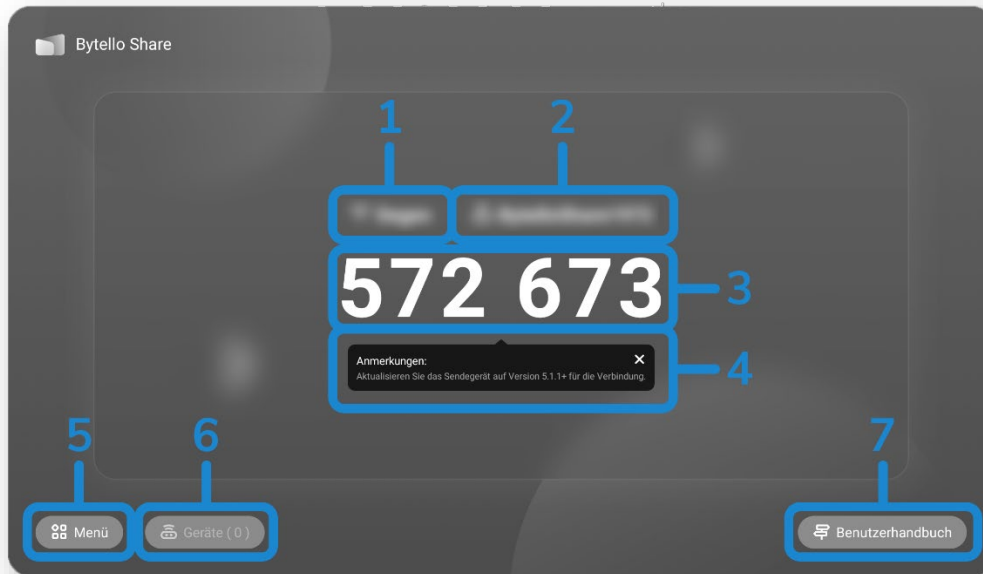 Bytello Share
1
2
572 673
3
Anmerkungen:
Aktualisieren Sie das Sendegerät auf Version 5.1.1+ für die Verbindung.
4
5
6
7
Menü
Geräte ( 0 )
Benutzerhandbuch